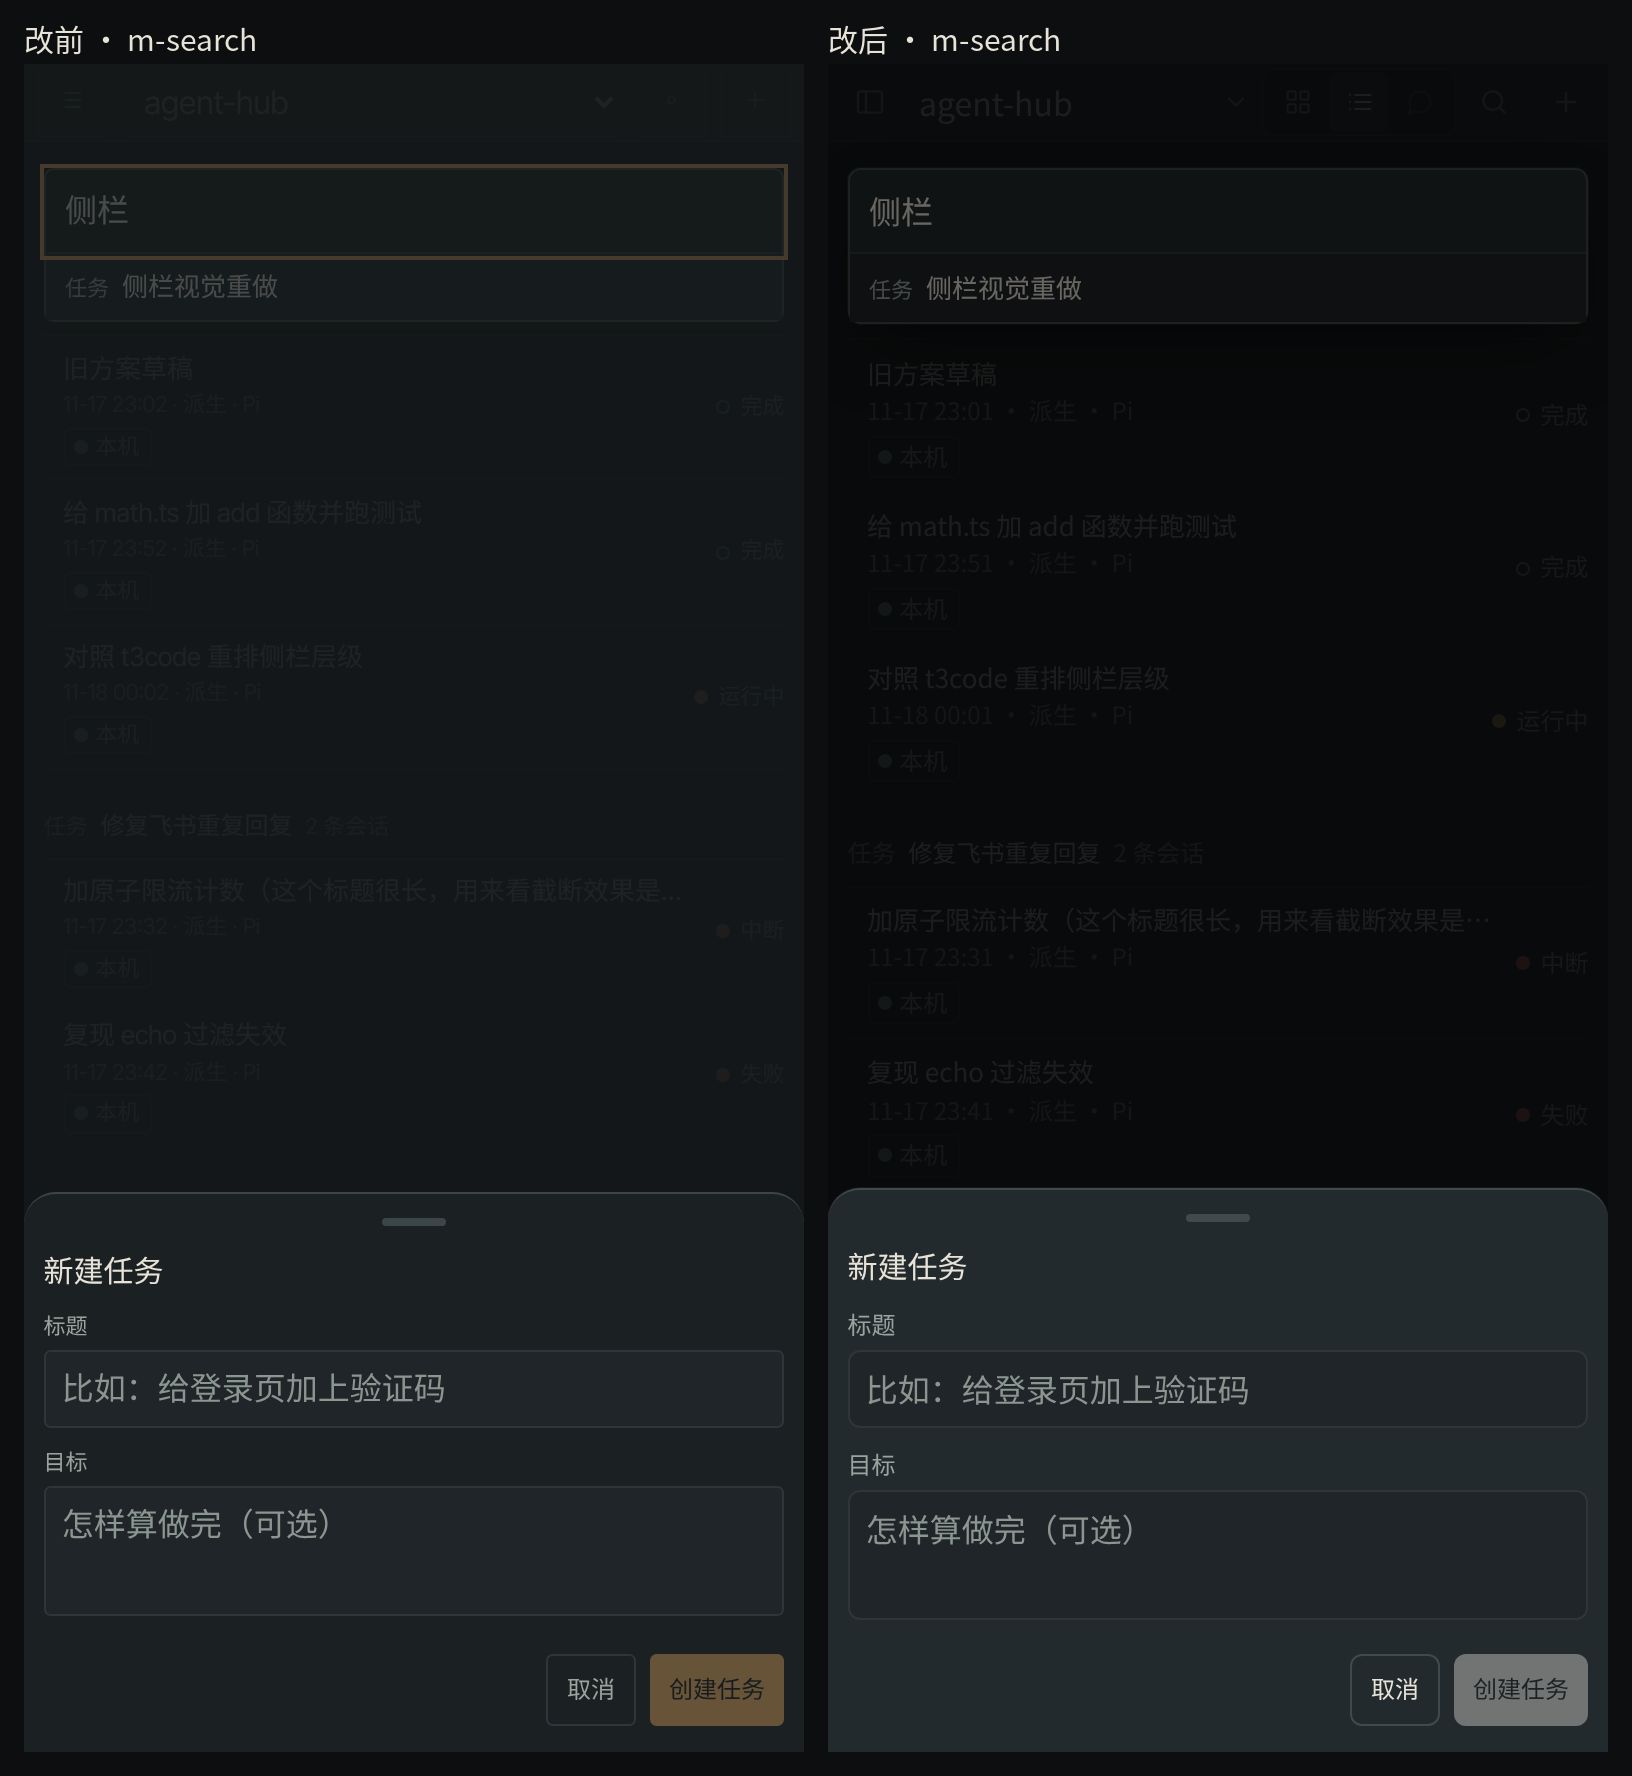 改前 · m-search
agent-hub
侧栏
任务 侧栏视觉重做
旧方案草稿
11-17 23:02 · 派生 · Pi
完成
本机
给 math.ts 加 add 函数并跑测试
11-17 23:52 · 派生 · Pi
完成
本机
对照 t3code 重排侧栏层级
11-18 00:02 · 派生 · Pi
运行中
本机
任务 修复飞书重复回复 2 条会话
加原子限流计数（这个标题很长，用来看截断效果是...
11-17 23:32 · 派生 · Pi
中断
本机
复现 echo 过滤失效
11-17 23:42 · 派生 · Pi
失败
本机
新建任务
标题
比如：给登录页加上验证码
目标
怎样算做完（可选）
取消
创建任务
改后 · m-search
agent-hub
侧栏
任务 侧栏视觉重做
旧方案草稿
11-17 23:01 · 派生 · Pi
完成
本机
给 math.ts 加 add 函数并跑测试
11-17 23:51 · 派生 · Pi
完成
本机
对照 t3code 重排侧栏层级
11-18 00:01 · 派生 · Pi
运行中
本机
任务 修复飞书重复回复 2 条会话
加原子限流计数（这个标题很长，用来看截断效果是…
11-17 23:31 · 派生 · Pi
中断
本机
复现 echo 过滤失效
11-17 23:41 · 派生 · Pi
失败
本机
新建任务
标题
比如：给登录页加上验证码
目标
怎样算做完（可选）
取消
创建任务